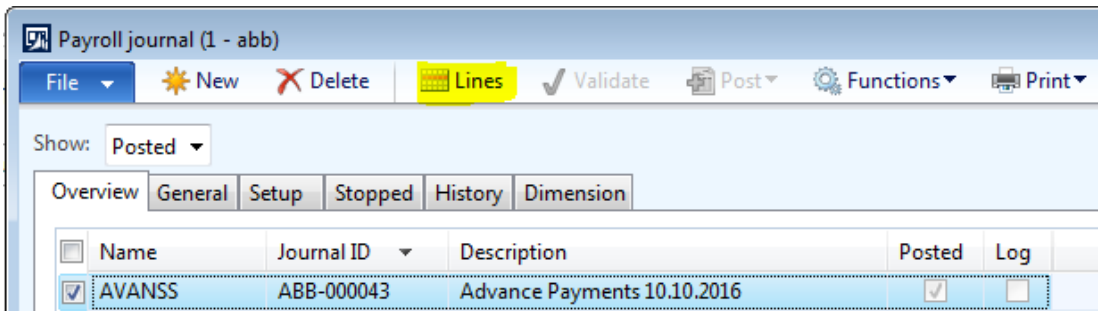 Payroll journal (1 - abb)
File New Delete Lines Validate Post Functions Print
Show: Posted
Overview General Setup Stopped History Dimension
Name Journal ID Description Posted Log
AVANSS ABB-000043 Advance Payments 10.10.2016